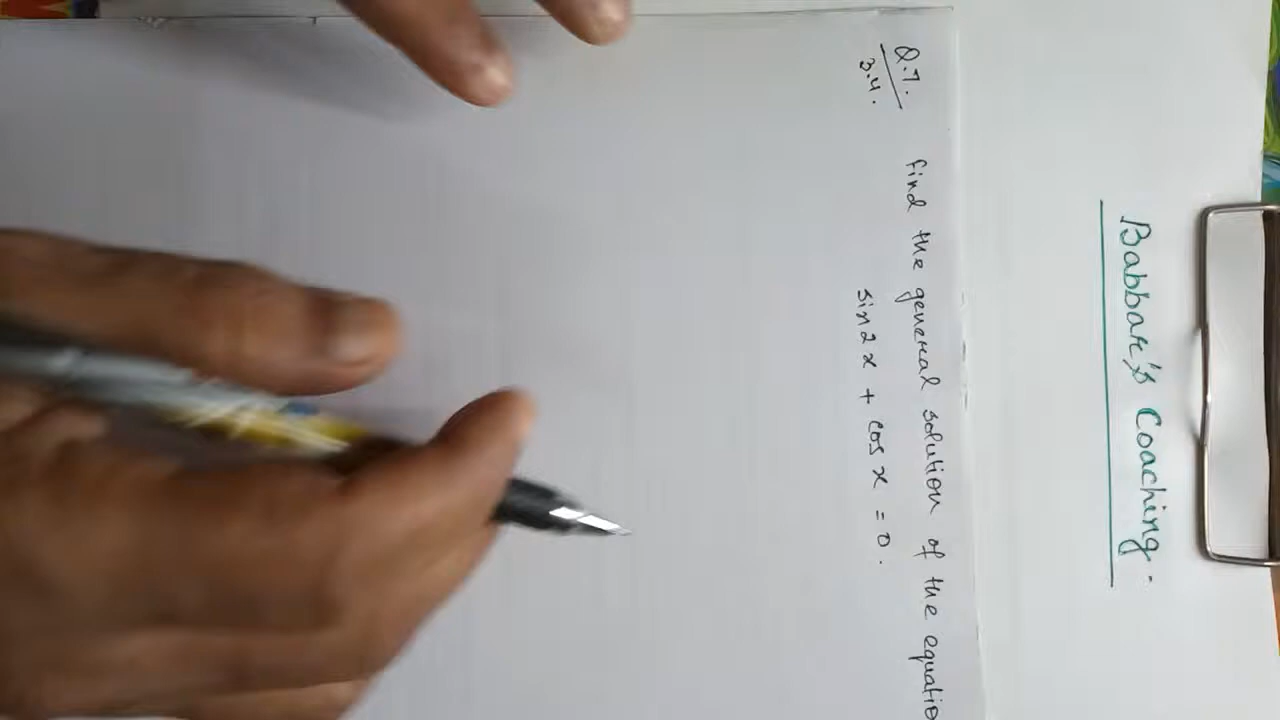 Babbar's Coaching.
Q.7.
3.4.
Find the general solution of the equatio
sin2x + cos x = 0.